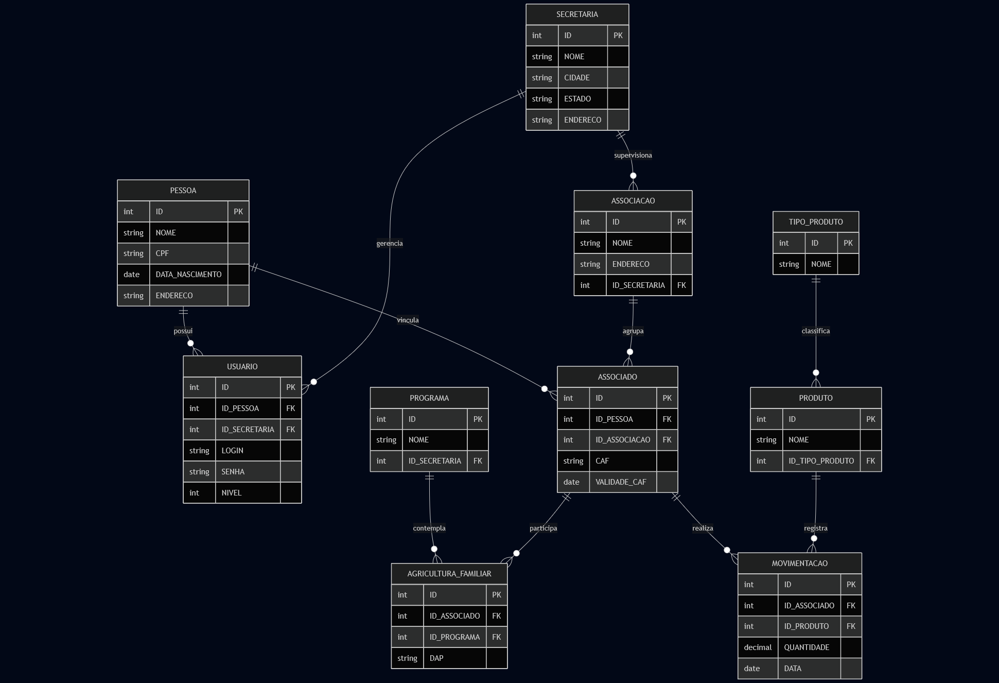 SECRETARIA
int ID PK
string NOME
string CIDADE
string ESTADO
string ENDERECO
supervisiona
gerencia
PESSOA
int ID PK
string NOME
string CPF
date DATA_NASCIMENTO
string ENDERECO
ASSOCIACAO
int ID PK
string NOME
string ENDERECO
int ID_SECRETARIA FK
TIPO_PRODUTO
int ID PK
string NOME
possui
vincula
agrupa
classifica
USUARIO
int ID PK
int ID_PESSOA FK
int ID_SECRETARIA FK
string LOGIN
string SENHA
int NIVEL
PROGRAMA
int ID PK
string NOME
int ID_SECRETARIA FK
ASSOCIADO
int ID PK
int ID_PESSOA FK
int ID_ASSOCIACAO FK
string CAF
date VALIDADE_CAF
PRODUTO
int ID PK
string NOME
int ID_TIPO_PRODUTO FK
contempla
participa
realiza
registra
AGRICULTURA_FAMILIAR
int ID PK
int ID_ASSOCIADO FK
int ID_PROGRAMA FK
string DAP
MOVIMENTACAO
int ID PK
int ID_ASSOCIADO FK
int ID_PRODUTO FK
decimal QUANTIDADE
date DATA